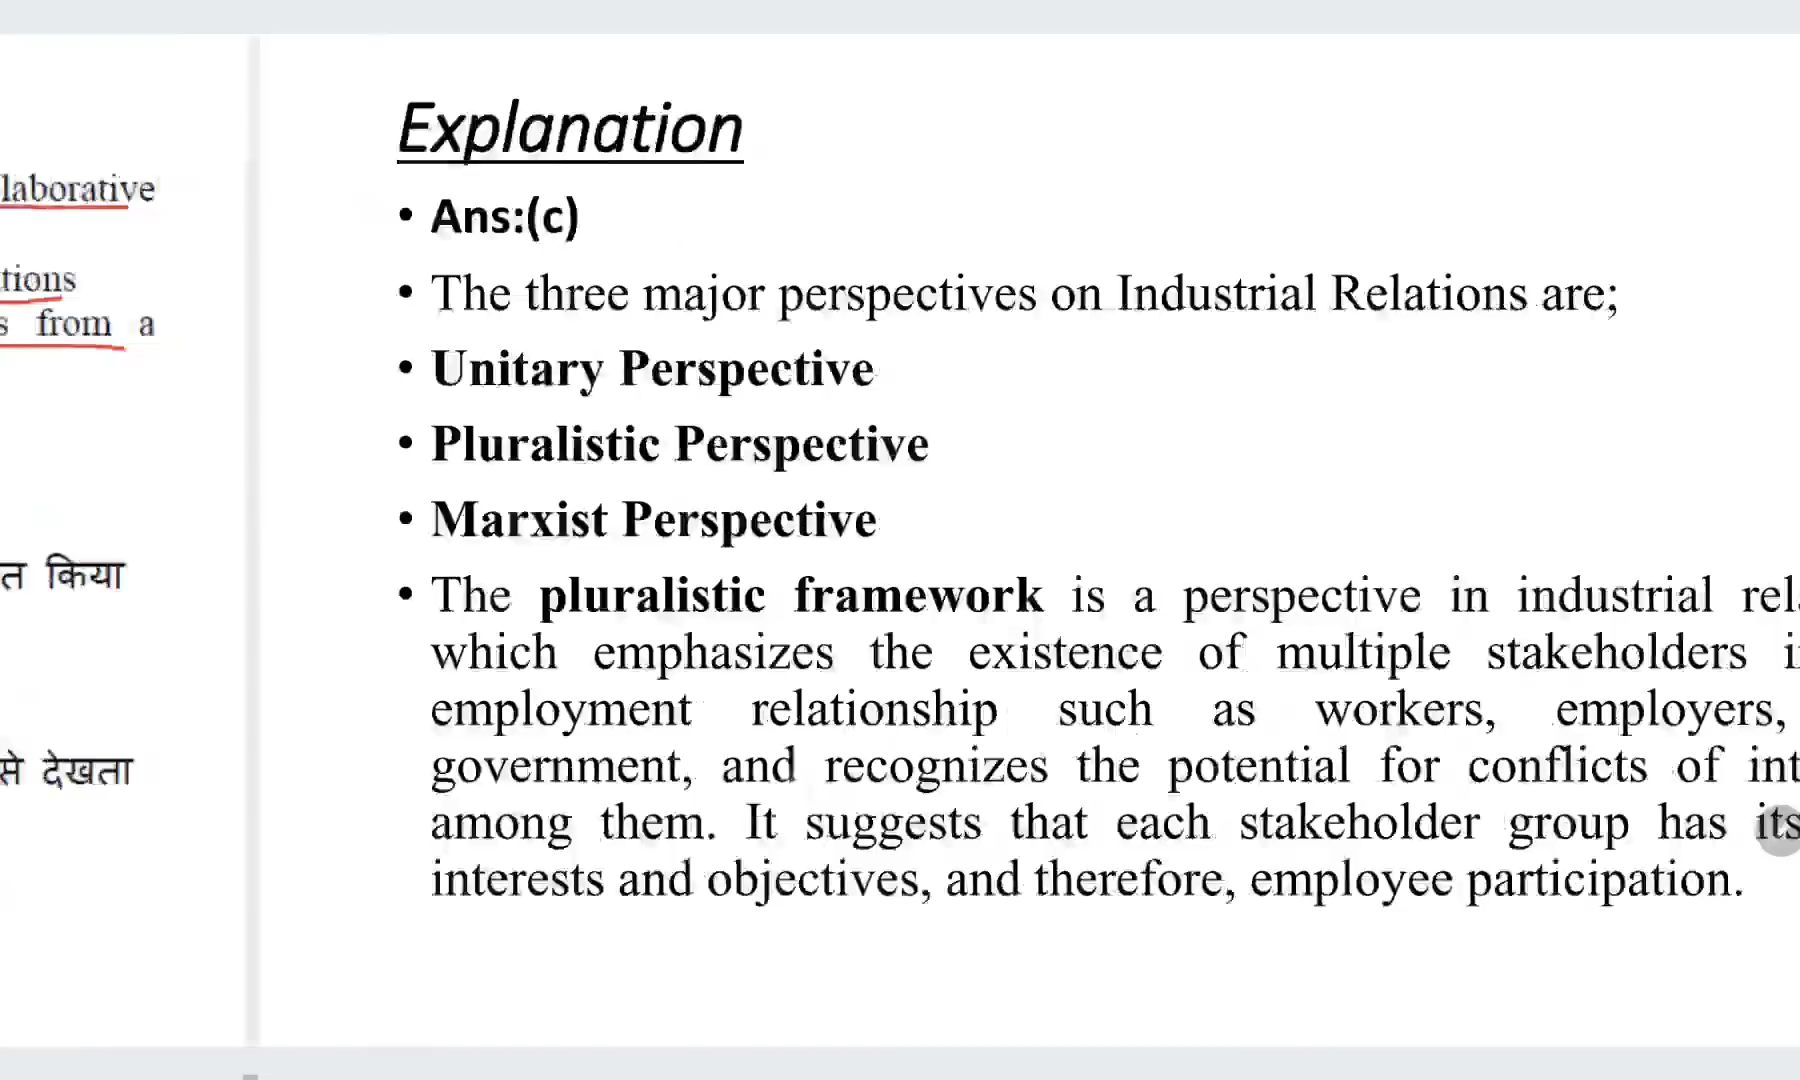 laborative
tions
s from a
त किया
से देखता
Explanation
• Ans:(c)
• The three major perspectives on Industrial Relations are;
• Unitary Perspective
• Pluralistic Perspective
• Marxist Perspective
• The pluralistic framework is a perspective in industrial rel
which emphasizes the existence of multiple stakeholders i
employment relationship such as workers, employers,
government, and recognizes the potential for conflicts of int
among them. It suggests that each stakeholder group has its
interests and objectives, and therefore, employee participation.